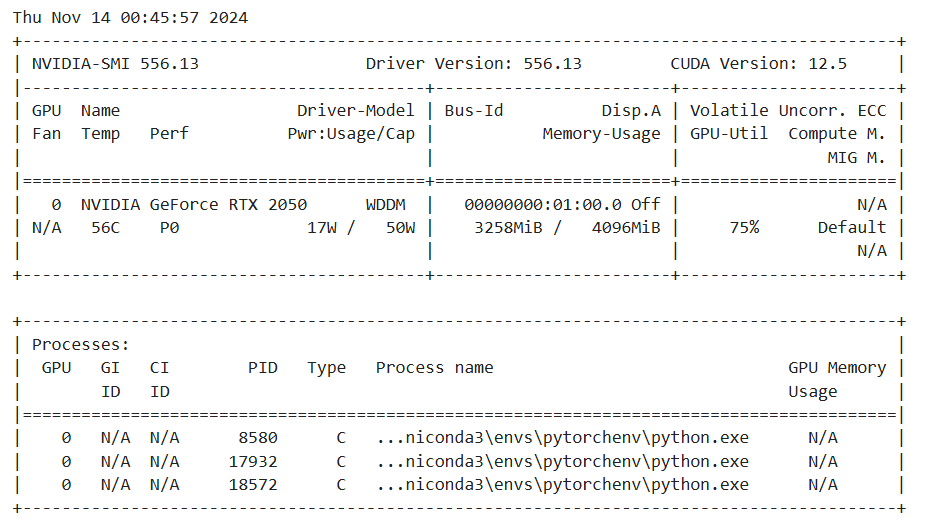 Thu Nov 14 00:45:57 2024
+-----------------------------------------------------------------------------------------+
| NVIDIA-SMI 556.13                 Driver Version: 556.13         CUDA Version: 12.5     |
|-----------------------------------------+------------------------+----------------------+
| GPU  Name                  Driver-Model | Bus-Id          Disp.A | Volatile Uncorr. ECC |
| Fan  Temp   Perf          Pwr:Usage/Cap |           Memory-Usage | GPU-Util  Compute M. |
|                                         |                        |               MIG M. |
|=========================================+========================+======================|
|   0  NVIDIA GeForce RTX 2050      WDDM  |   00000000:01:00.0 Off |                  N/A |
| N/A   56C    P0            17W /   50W  |    3258MiB /   4096MiB |     75%      Default |
|                                         |                        |                  N/A |
+-----------------------------------------+------------------------+----------------------+

+-----------------------------------------------------------------------------------------+
| Processes:                                                                              |
|  GPU   GI   CI        PID   Type   Process name                              GPU Memory |
|        ID   ID                                                               Usage      |
|=========================================================================================|
|    0   N/A  N/A      8580      C   ...niconda3\envs\pytorchenv\python.exe      N/A      |
|    0   N/A  N/A     17932      C   ...niconda3\envs\pytorchenv\python.exe      N/A      |
|    0   N/A  N/A     18572      C   ...niconda3\envs\pytorchenv\python.exe      N/A      |
+-----------------------------------------------------------------------------------------+